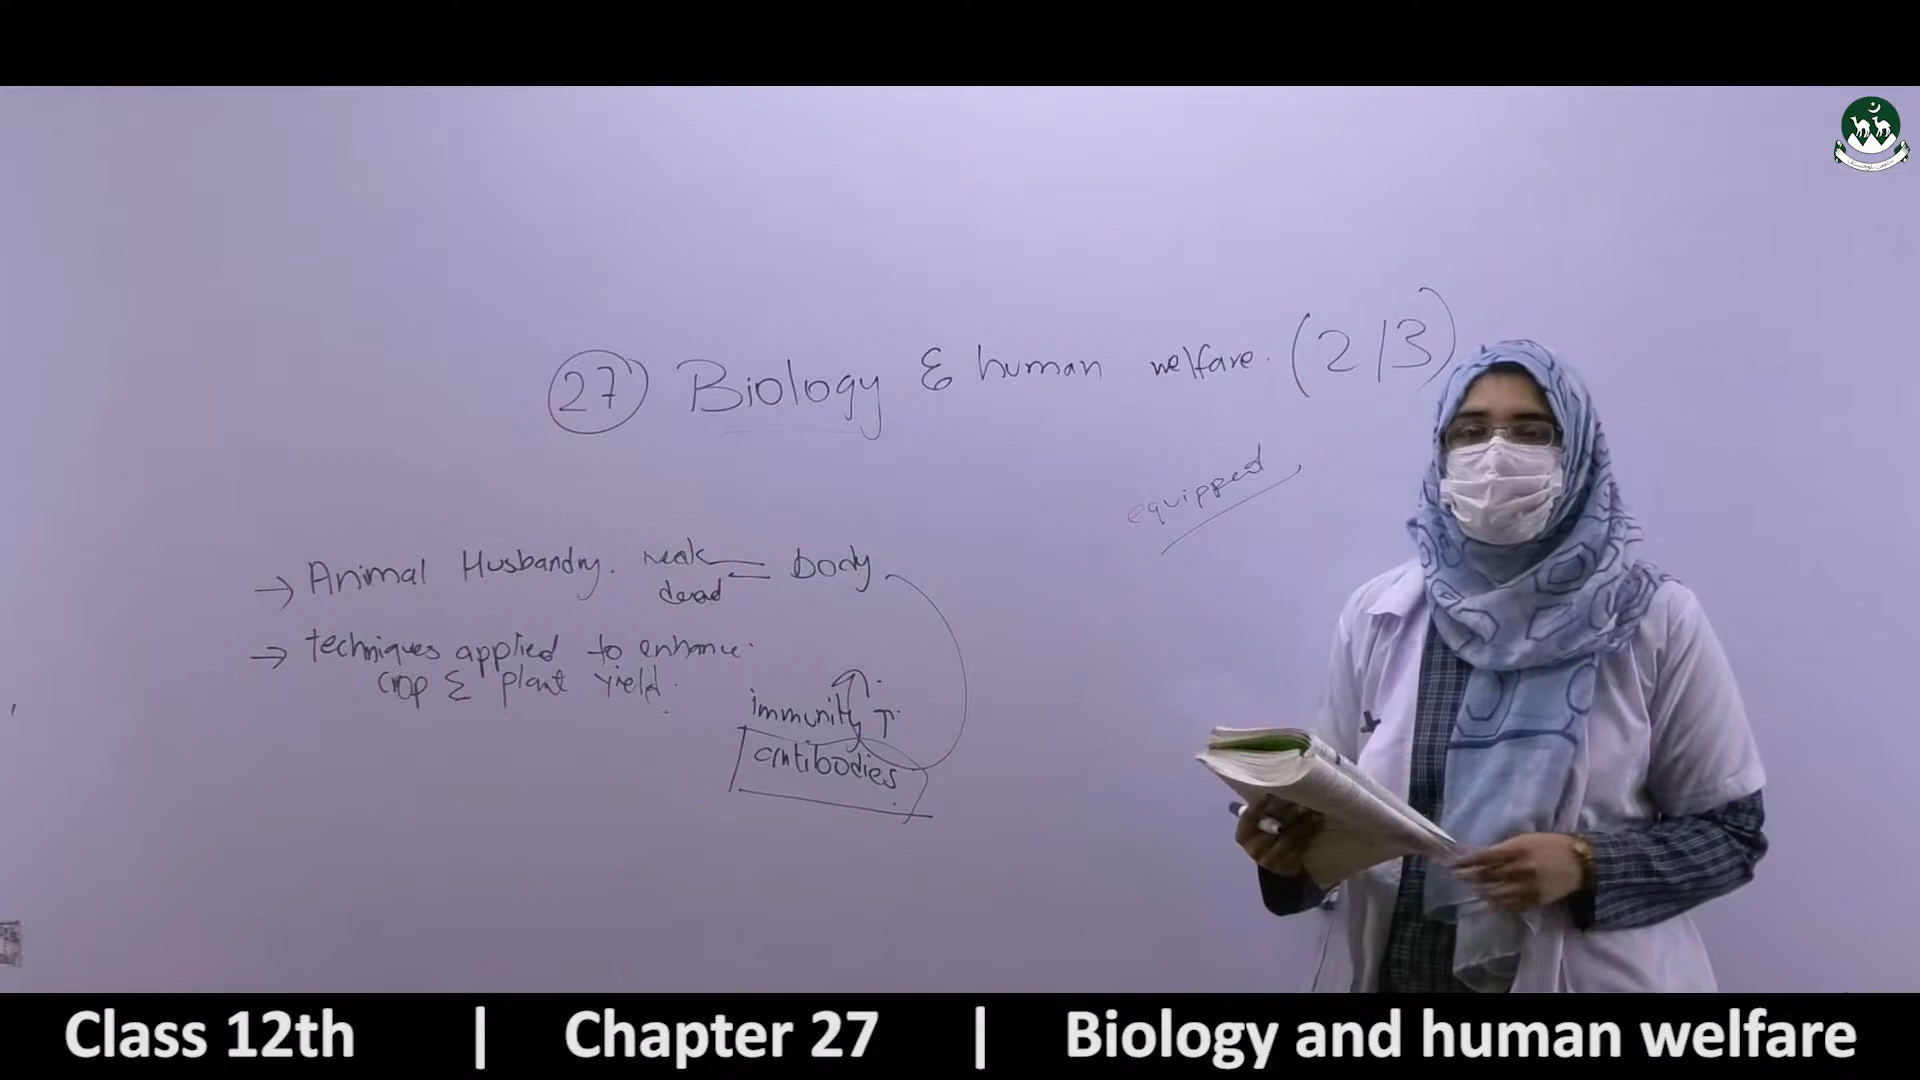 27 Biology & human welfare. (2/3)
equipped
→ Animal Husbandry. weak body
dead
→ techniques applied to enhance.
crop & plant yield.
immunity ↑
antibodies
Class 12th | Chapter 27 | Biology and human welfare